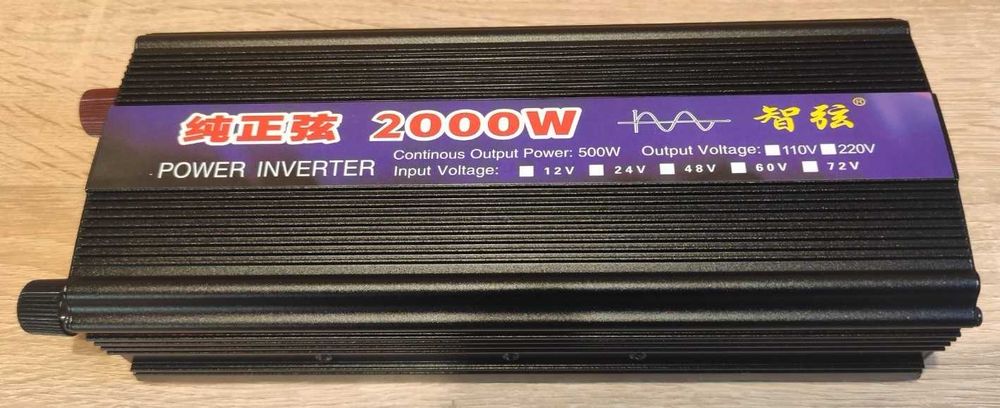 纯正弦 2000W 智弦®
POWER INVERTER
Continous Output Power: 500W Output Voltage: 110V 220V
Input Voltage: 12V 24V 48V 60V 72V